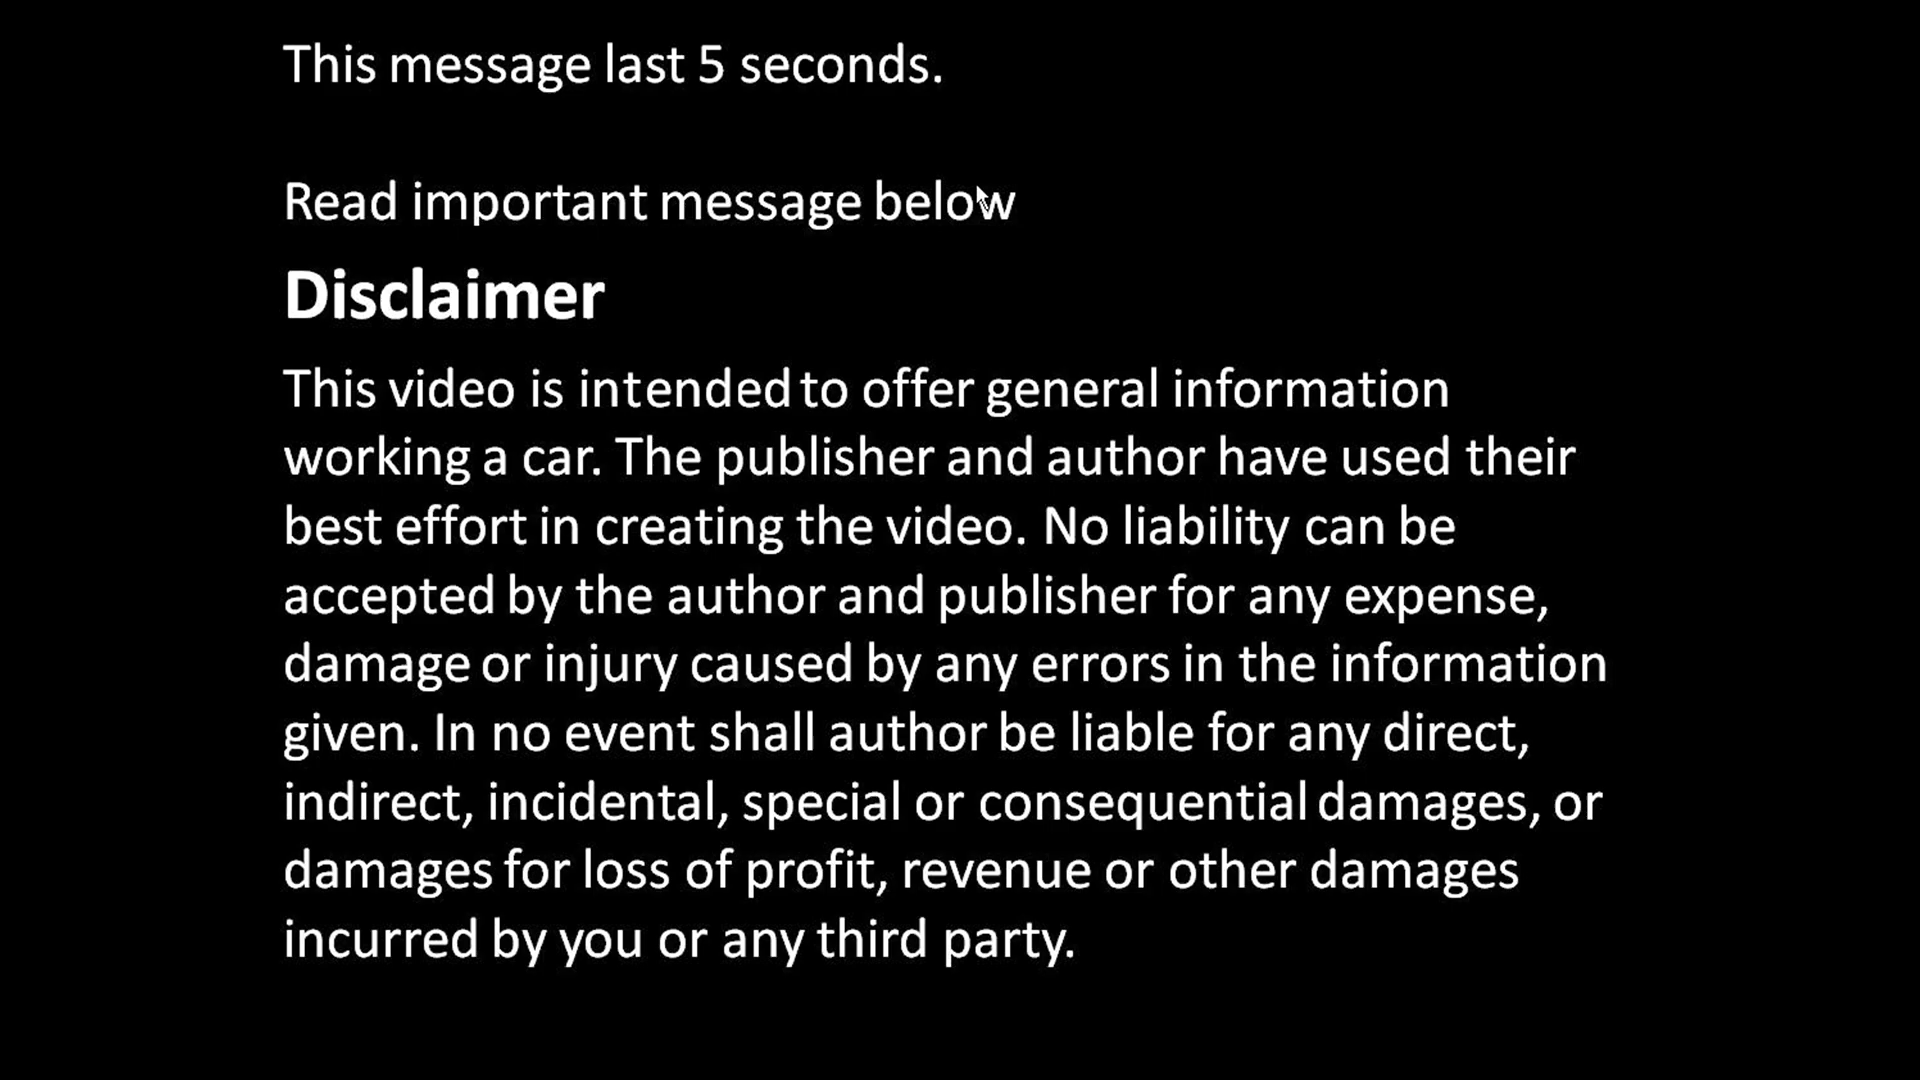 This message last 5 seconds.
Read important message below
Disclaimer
This video is intended to offer general information
working a car. The publisher and author have used their
best effort in creating the video. No liability can be
accepted by the author and publisher for any expense,
damage or injury caused by any errors in the information
given. In no event shall author be liable for any direct,
indirect, incidental, special or consequential damages, or
damages for loss of profit, revenue or other damages
incurred by you or any third party.